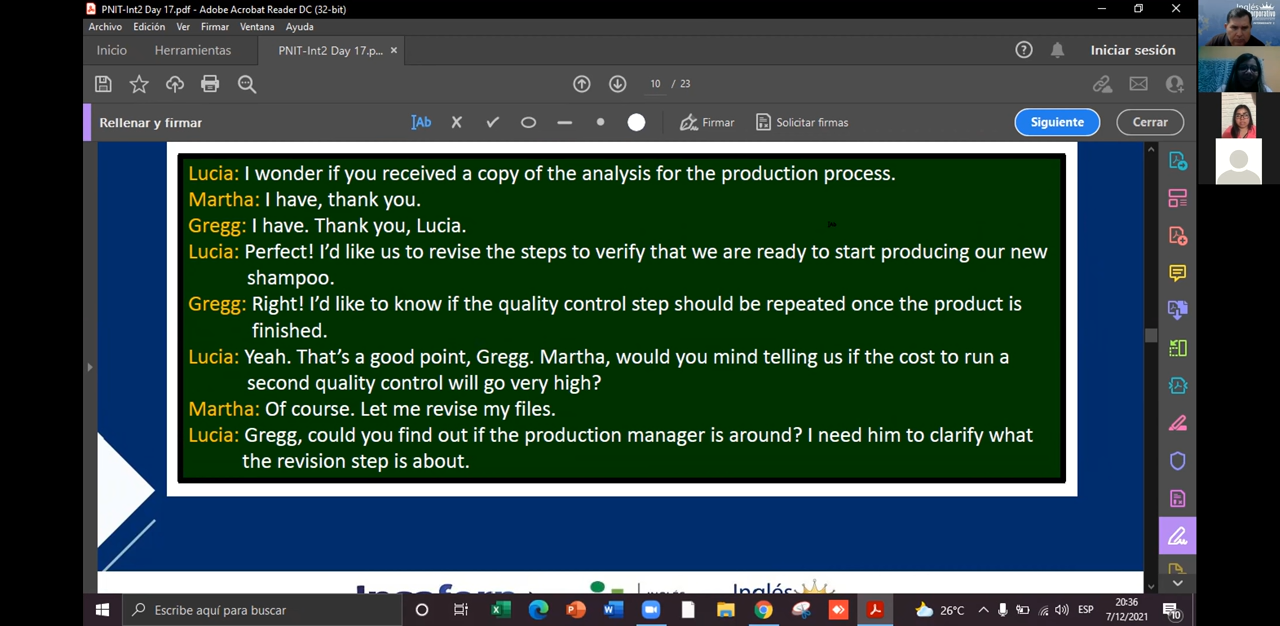 PNIT-Int2 Day 17.pdf - Adobe Acrobat Reader DC (32-bit)
Archivo Edición Ver Firmar Ventana Ayuda
Inicio Herramientas PNIT-Int2 Day 17.p... × Iniciar sesión
10 / 23
Rellenar y firmar Ab Firmar Solicitar firmas Siguiente Cerrar
Lucia: I wonder if you received a copy of the analysis for the production process.
Martha: I have, thank you.
Gregg: I have. Thank you, Lucia.
Lucia: Perfect! I'd like us to revise the steps to verify that we are ready to start producing our new
shampoo.
Gregg: Right! I'd like to know if the quality control step should be repeated once the product is
finished.
Lucia: Yeah. That's a good point, Gregg. Martha, would you mind telling us if the cost to run a
second quality control will go very high?
Martha: Of course. Let me revise my files.
Lucia: Gregg, could you find out if the production manager is around? I need him to clarify what
the revision step is about.
Inglés
Escribe aquí para buscar
26°C ESP
20:36
7/12/2021
10
Inglés